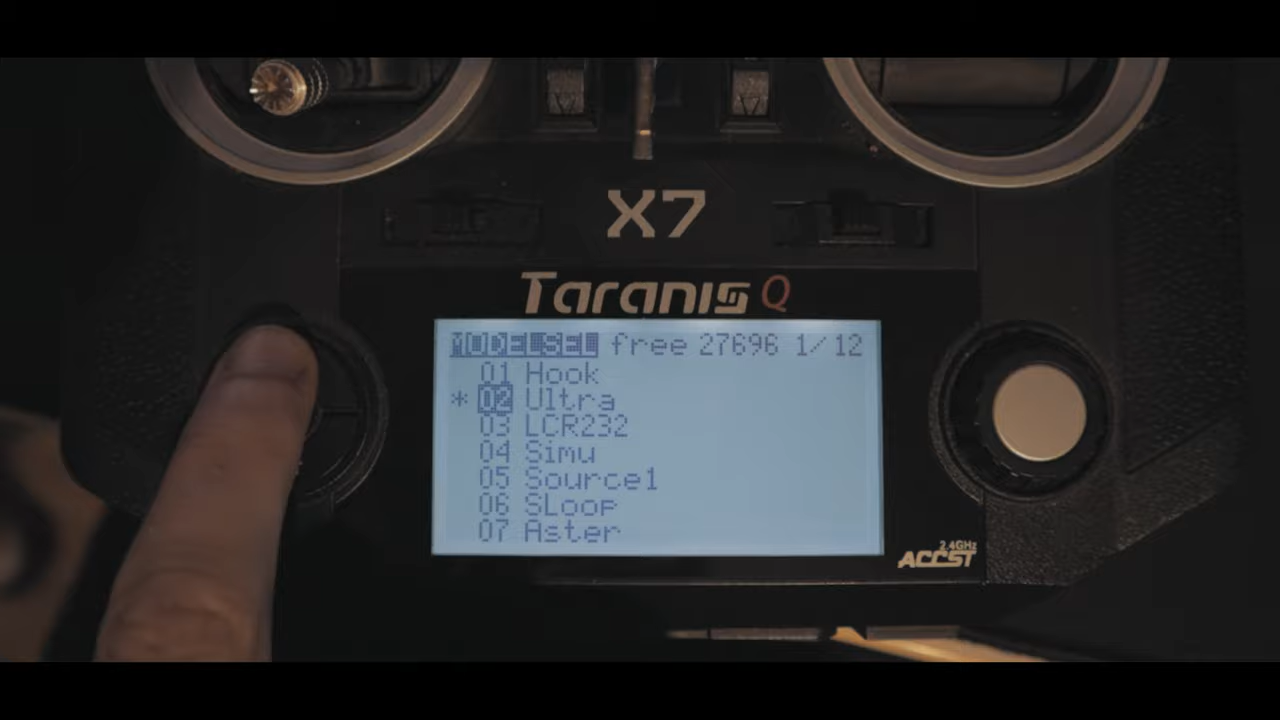 X7
Taranis Q
MODELSEL free 27696 1/12
01 Hook
* 02 Ultra
03 LCR232
04 Simu
05 Source1
06 SLoop
07 Aster
2.4GHz
ACCST